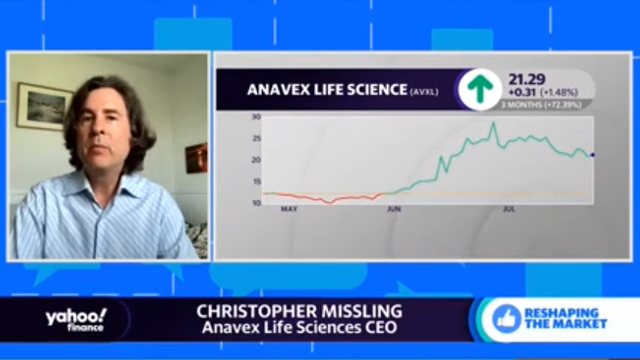 ANAVEX LIFE SCIENCE (AVXL)
21.29
+0.31 (+1.48%)
3 MONTHS (+72.39%)
30
25
20
15
10
MAY
JUN
JUL
yahoo!
finance
CHRISTOPHER MISSLING
Anavex Life Sciences CEO
RESHAPING
THE MARKET